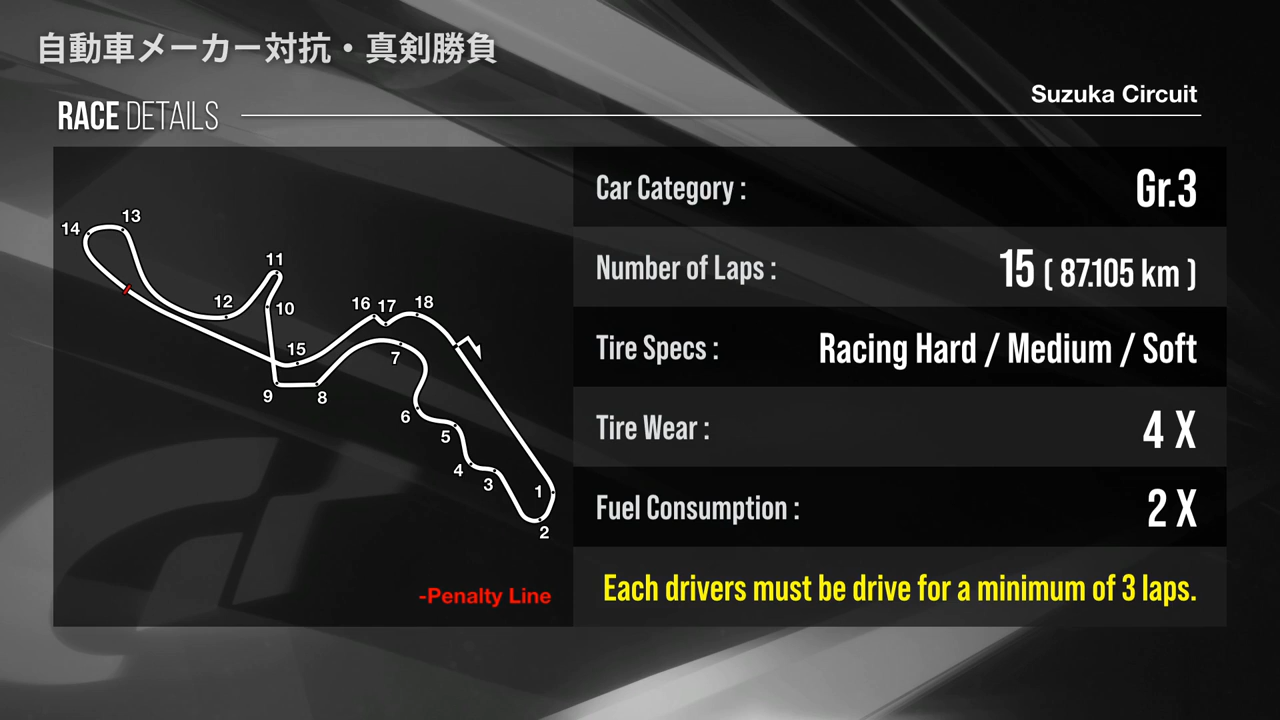 自動車メーカー対抗・真剣勝負
RACE DETAILS
Suzuka Circuit
Car Category : Gr.3
Number of Laps : 15 ( 87.105 km )
Tire Specs : Racing Hard / Medium / Soft
Tire Wear : 4 X
Fuel Consumption : 2 X
Each drivers must be drive for a minimum of 3 laps.
13
14
11
12
10
16 17 18
15
7
9
8
6
5
4
3
1
2
-Penalty Line